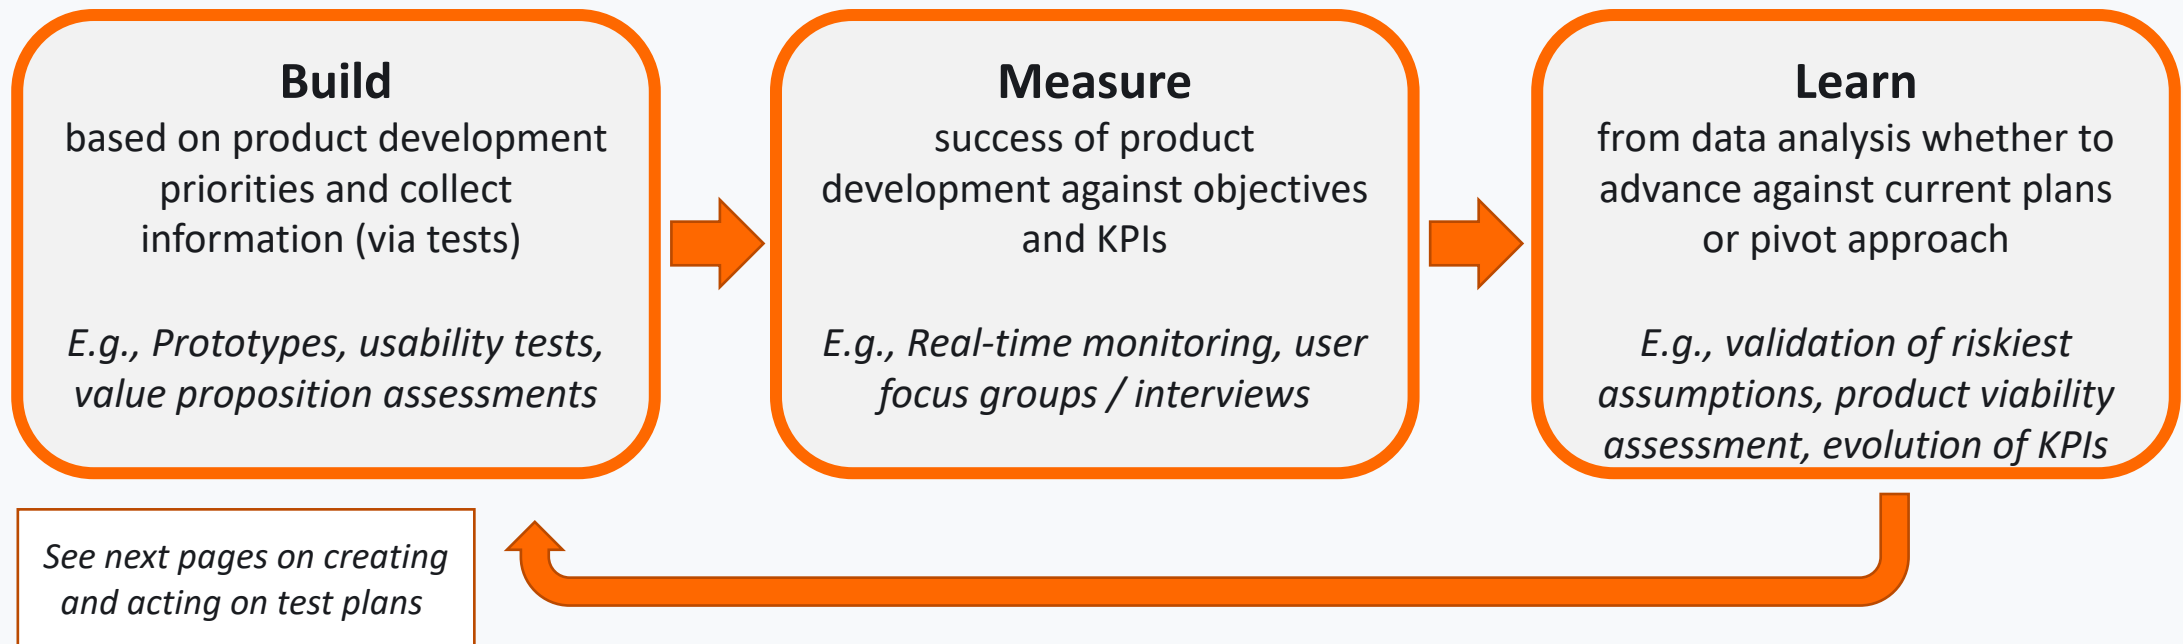 Build
based on product development
priorities and collect
information (via tests)
E.g., Prototypes, usability tests,
value proposition assessments
Measure
success of product
development against objectives
and KPIs
E.g., Real-time monitoring, user
focus groups / interviews
Learn
from data analysis whether to
advance against current plans
or pivot approach
E.g., validation of riskiest
assumptions, product viability
assessment, evolution of KPIs
See next pages on creating
and acting on test plans